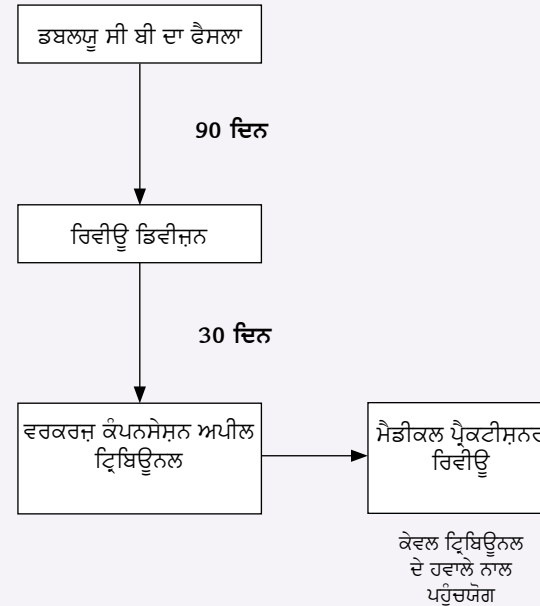 ਡਬਲਯੂ ਸੀ ਬੀ ਦਾ ਫੈਸਲਾ
90 ਦਿਨ
ਰਿਵੀਊ ਡਿਵੀਜ਼ਨ
30 ਦਿਨ
ਵਰਕਰਜ਼ ਕੰਪਨਸੇਸ਼ਨ ਅਪੀਲ
ਟ੍ਰਿਬਿਊਨਲ
ਮੈਡੀਕਲ ਪ੍ਰੈਕਟੀਸ਼ਨਰ
ਰਿਵੀਊ
ਕੇਵਲ ਟ੍ਰਿਬਿਊਨਲ
ਦੇ ਹਵਾਲੇ ਨਾਲ
ਪਹੁੰਚਯੋਗ